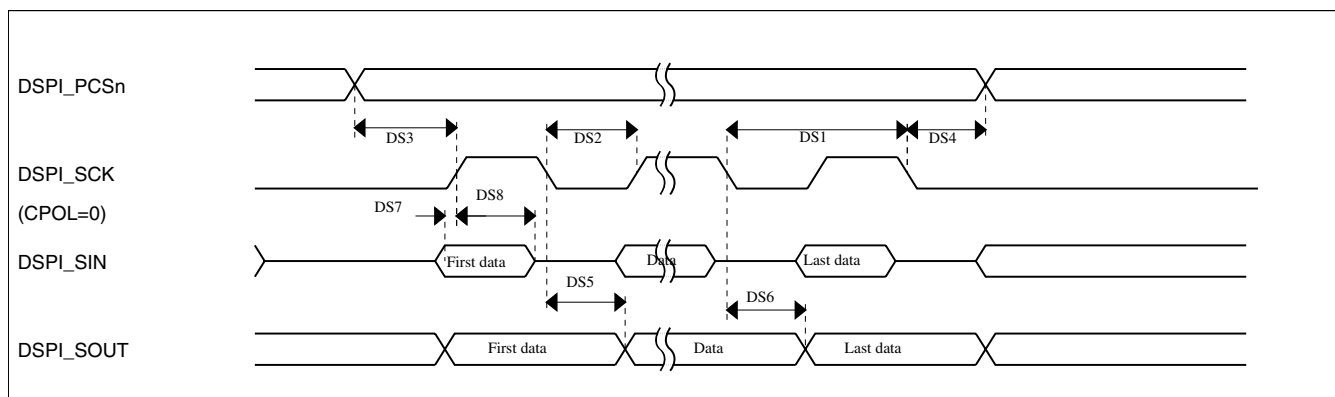 DSPI_PCSn
DS3
DS2
DS1
DS4
DSPI_SCK
(CPOL=0)
DS7
DS8
DSPI_SIN
First data
Data
Last data
DS5
DS6
DSPI_SOUT
First data
Data
Last data